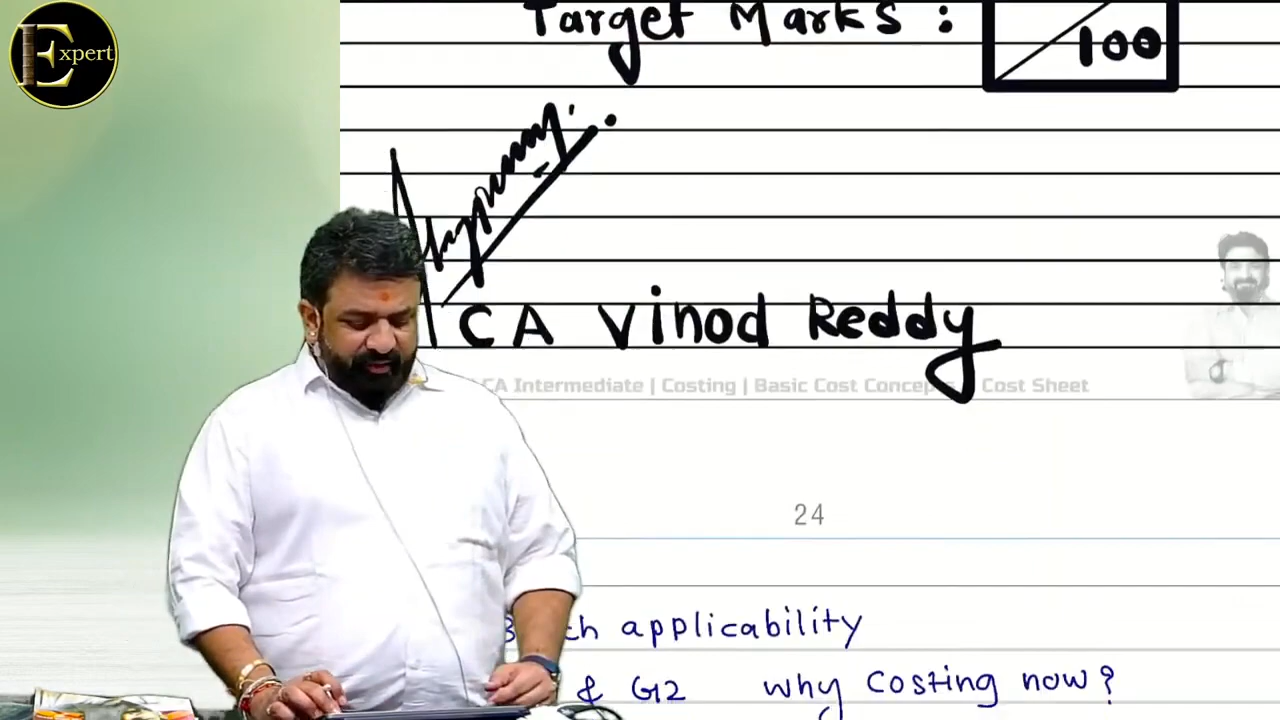 Expert
Target Marks :
100
CA Vinod Reddy
CA Intermediate | Costing | Basic Cost Concepts & Cost Sheet
24
applicability
& G2 why costing now?